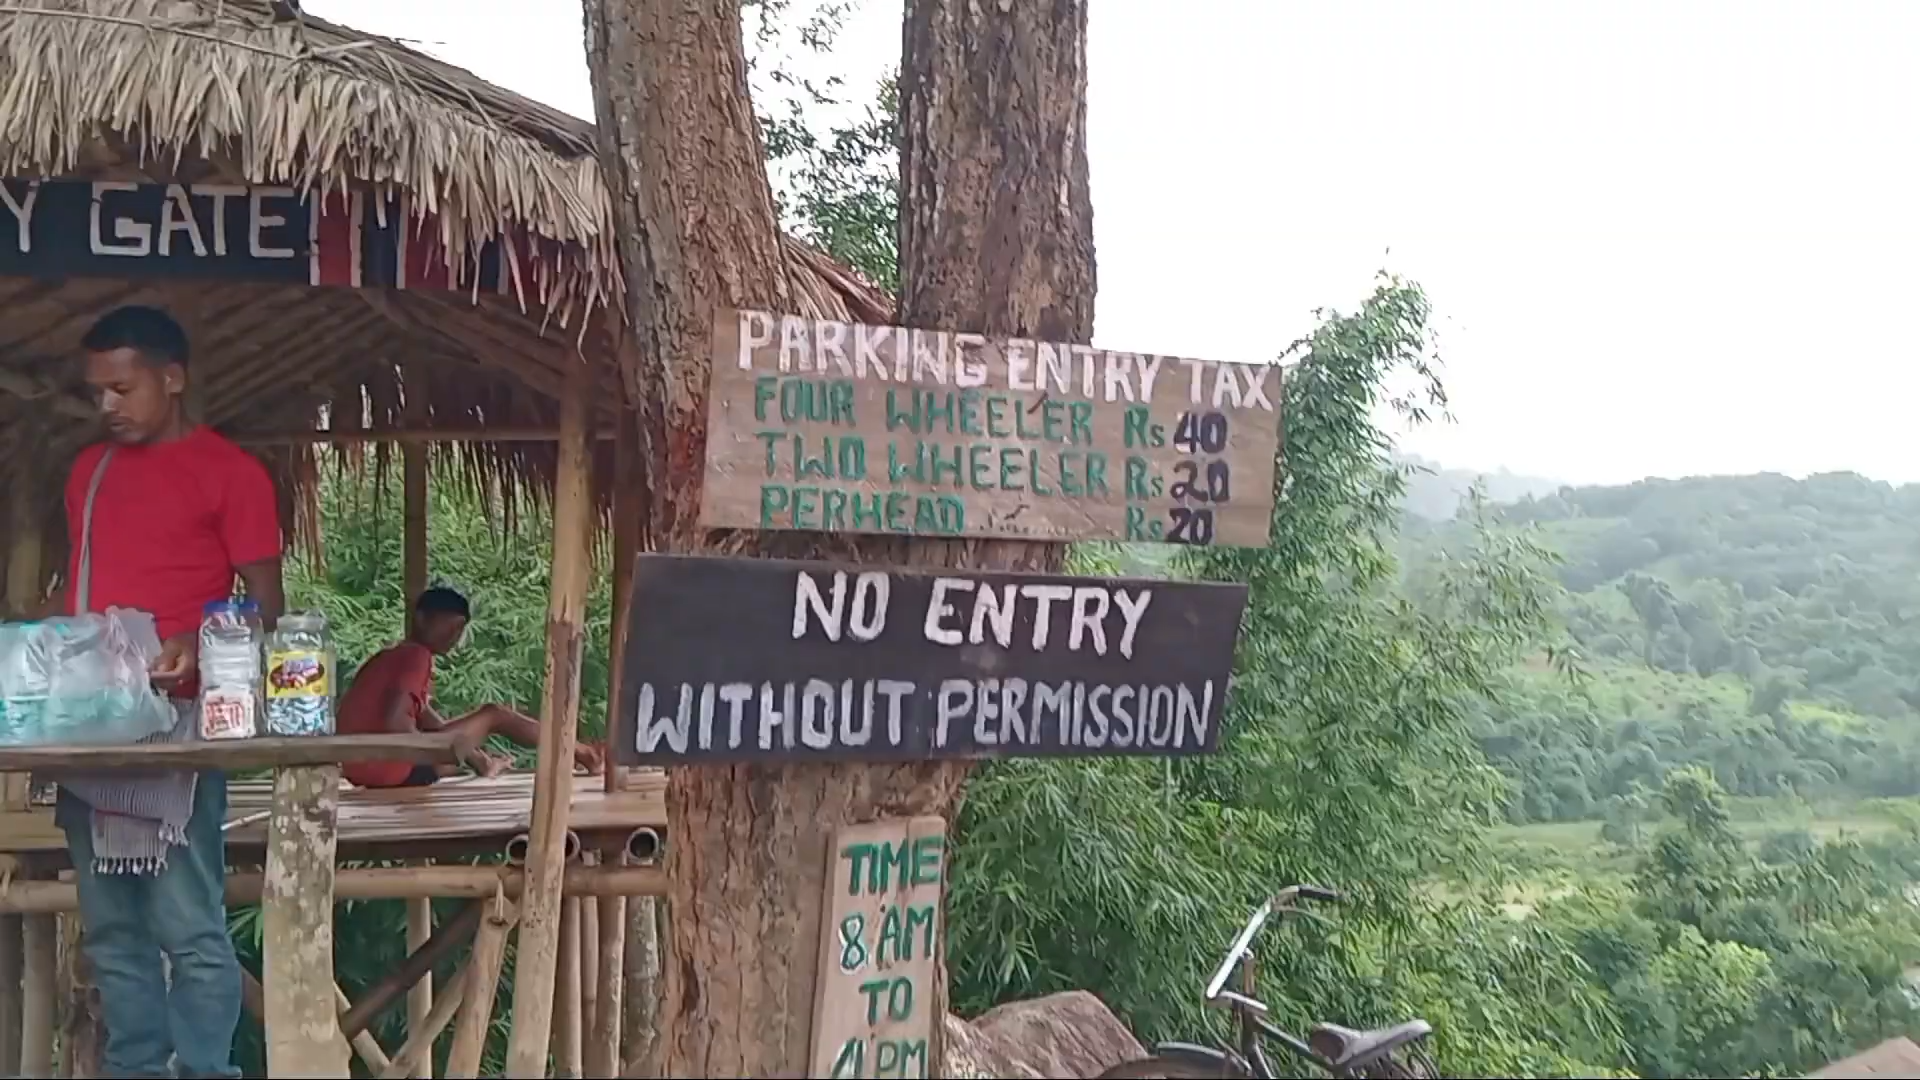 Y GATE
PARKING ENTRY TAX
FOUR WHEELER Rs 40
TWO WHEELER Rs 20
PERHEAD Rs 20
NO ENTRY
WITHOUT PERMISSION
TIME
8 AM
TO
4 PM